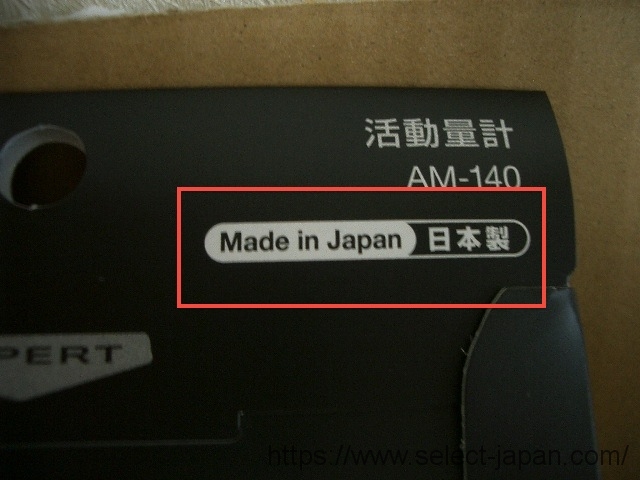 活動量計
AM-140
Made in Japan 日本製
PERT
https://www.select-japan.com/